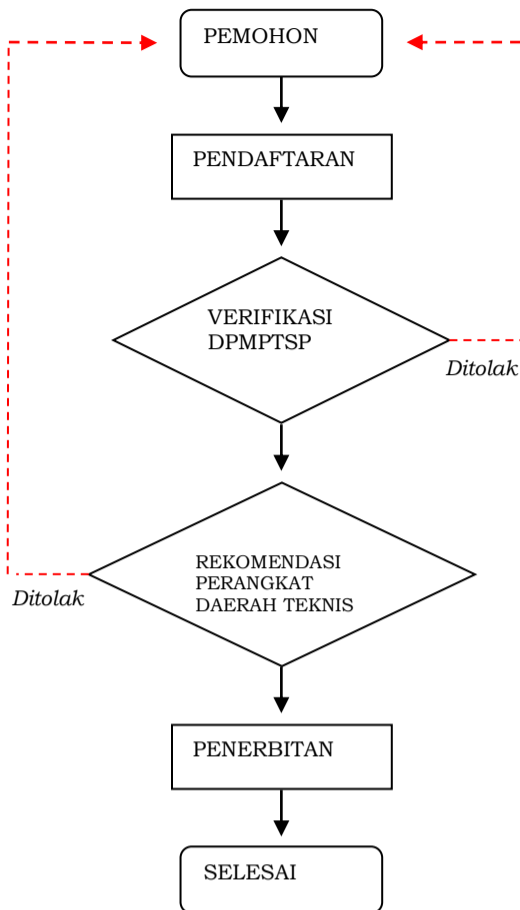 PEMOHON
PENDAFTARAN
VERIFIKASI
DPMPTSP
Ditolak
REKOMENDASI
PERANGKAT
DAERAH TEKNIS
Ditolak
PENERBITAN
SELESAI